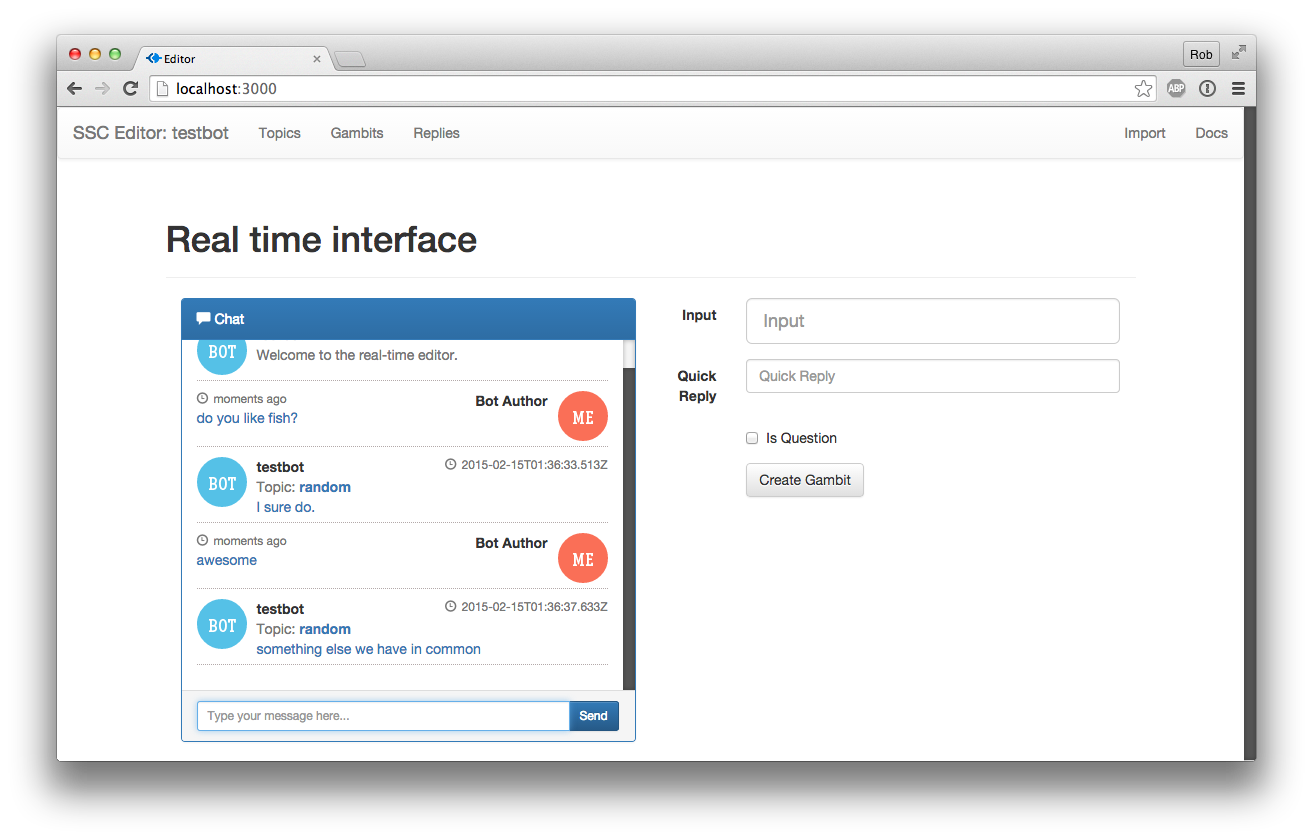 Editor
Rob
localhost:3000
ABP
SSC Editor: testbot Topics Gambits Replies Import Docs
Real time interface
Chat
BOT
Welcome to the real-time editor.
moments ago
Bot Author
ME
do you like fish?
BOT
testbot
2015-02-15T01:36:33.513Z
Topic: random
I sure do.
moments ago
Bot Author
ME
awesome
BOT
testbot
2015-02-15T01:36:37.633Z
Topic: random
something else we have in common
Type your message here...
Send
Input
Input
Quick
Reply
Quick Reply
Is Question
Create Gambit